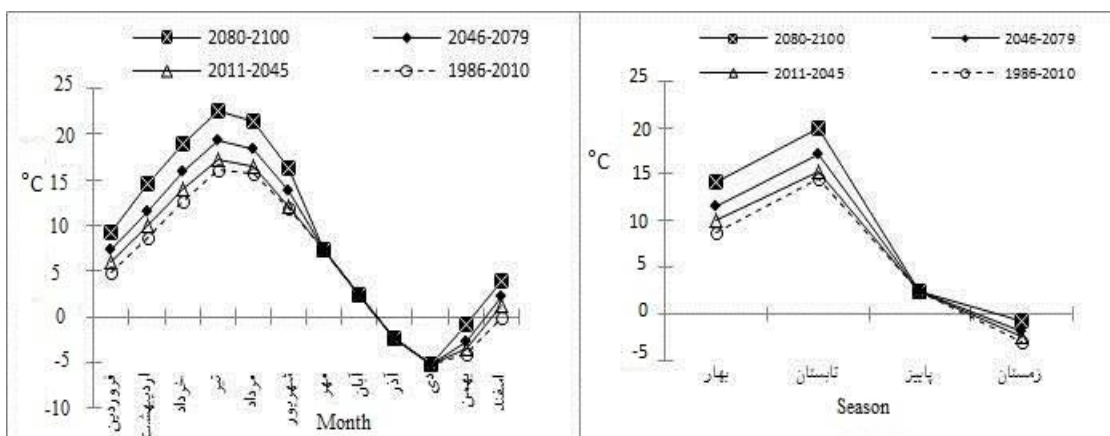 2080-2100
2046-2079
2011-2045
1986-2010
25
20
15
10
5
0
-5
-10
°C
فروردین
اردیبهشت
خرداد
تیر
مرداد
شهریور
مهر
آبان
آذر
دی
بهمن
اسفند
Month
2080-2100
2046-2079
2011-2045
1986-2010
25
20
15
10
5
0
-5
°C
بهار
تابستان
پاییز
زمستان
Season